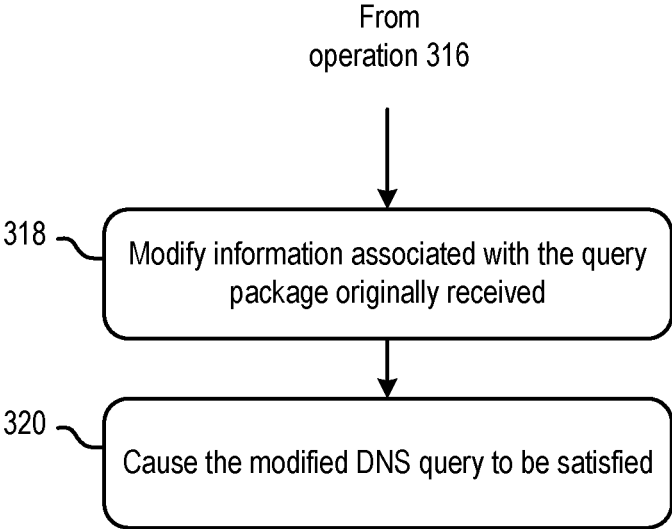 From
operation 316
318
Modify information associated with the query
package originally received
320
Cause the modified DNS query to be satisfied